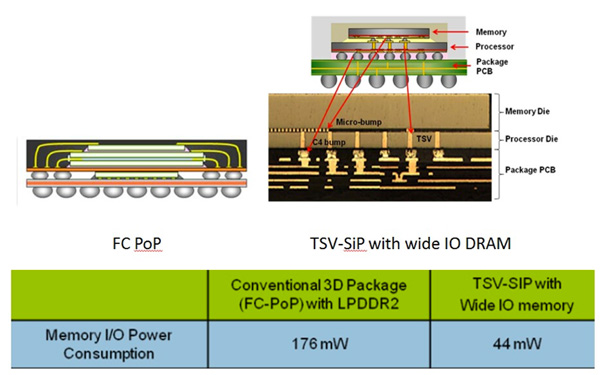 Memory
Processor
Package
PCB
Memory Die
Micro-bump
C4 bump
TSV
Processor Die
Package PCB
FC PoP
TSV-SiP with wide IO DRAM
Conventional 3D Package
(FC-PoP) with LPDDR2
TSV-SIP with
Wide IO memory
Memory I/O Power
Consumption
176 mW
44 mW